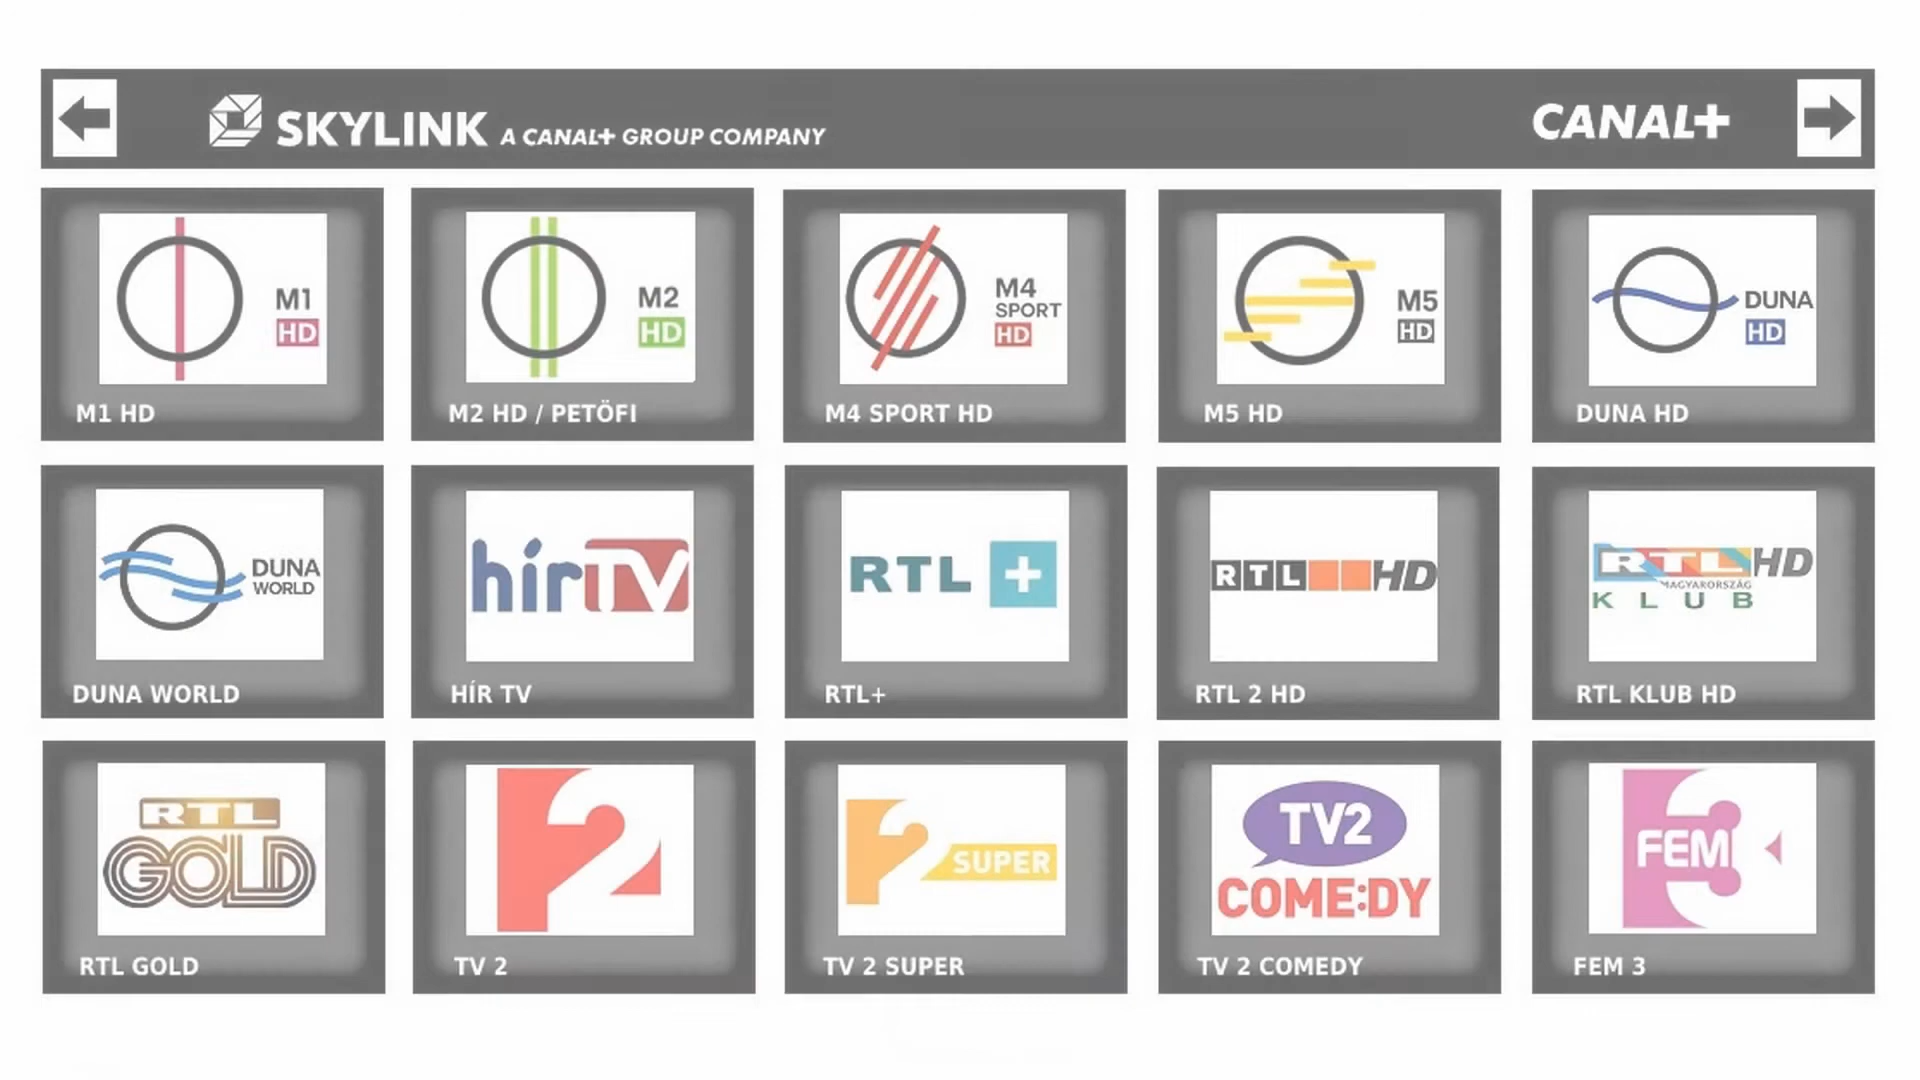 SKYLINK A CANAL+ GROUP COMPANY
CANAL+
M1
HD
M1 HD
M2
HD
M2 HD / PETÖFI
M4
SPORT
HD
M4 SPORT HD
M5
HD
M5 HD
DUNA
HD
DUNA HD
DUNA
WORLD
DUNA WORLD
hírTV
HÍR TV
RTL +
RTL+
RTL HD
RTL 2 HD
RTL HD
MAGYARORSZÁG
KLUB
RTL KLUB HD
RTL
GOLD
RTL GOLD
2
TV 2
2 SUPER
TV 2 SUPER
TV2
COME:DY
TV 2 COMEDY
FEM3
FEM 3